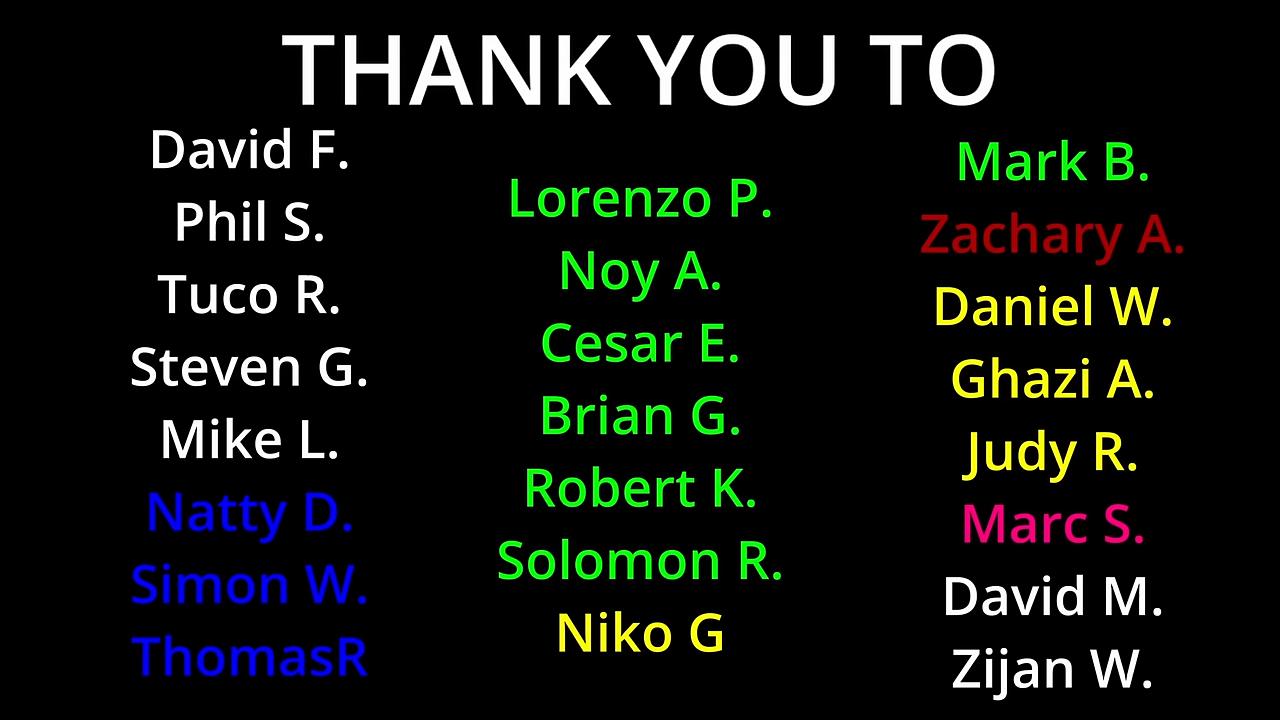 THANK YOU TO
David F.
Phil S.
Tuco R.
Steven G.
Mike L.
Natty D.
Simon W.
ThomasR
Lorenzo P.
Noy A.
Cesar E.
Brian G.
Robert K.
Solomon R.
Niko G
Mark B.
Zachary A.
Daniel W.
Ghazi A.
Judy R.
Marc S.
David M.
Zijan W.